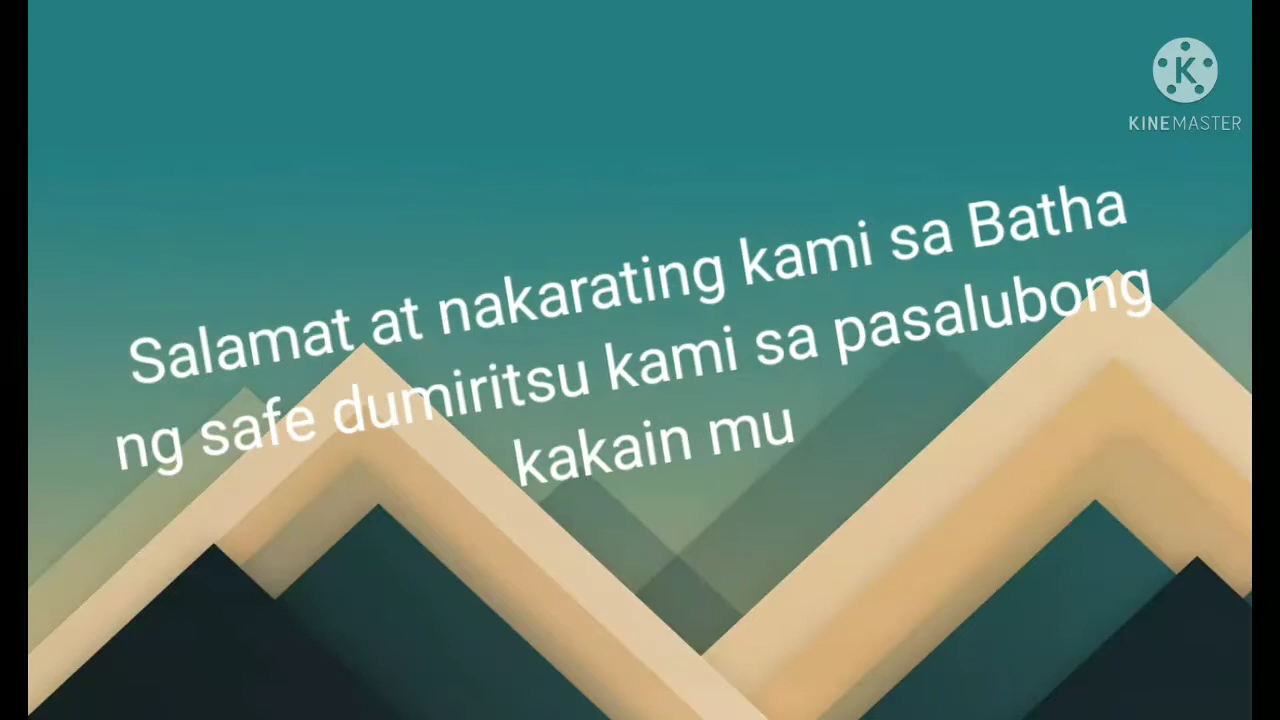 KINEMASTER
Salamat at nakarating kami sa Batha
ng safe dumiritsu kami sa pasalubong
kakain mu